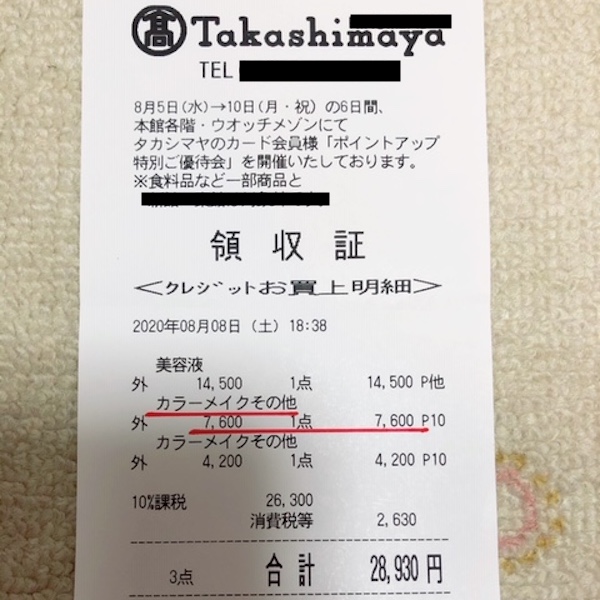 髙 Takashimaya
TEL
8月5日(水)→10日(月・祝)の6日間、
本館各階・ウオッチメゾンにて
タカシマヤのカード会員様「ポイントアップ
特別ご優待会」を開催いたしております。
※食料品など一部商品と
領収証
<クレジットお買上明細>
2020年08月08日(土) 18:38
美容液
外 14,500 1点 14,500 P他
カラーメイクその他
外 7,600 1点 7,600 P10
カラーメイクその他
外 4,200 1点 4,200 P10
10%課税 26,300
消費税等 2,630
3点 合計 28,930円